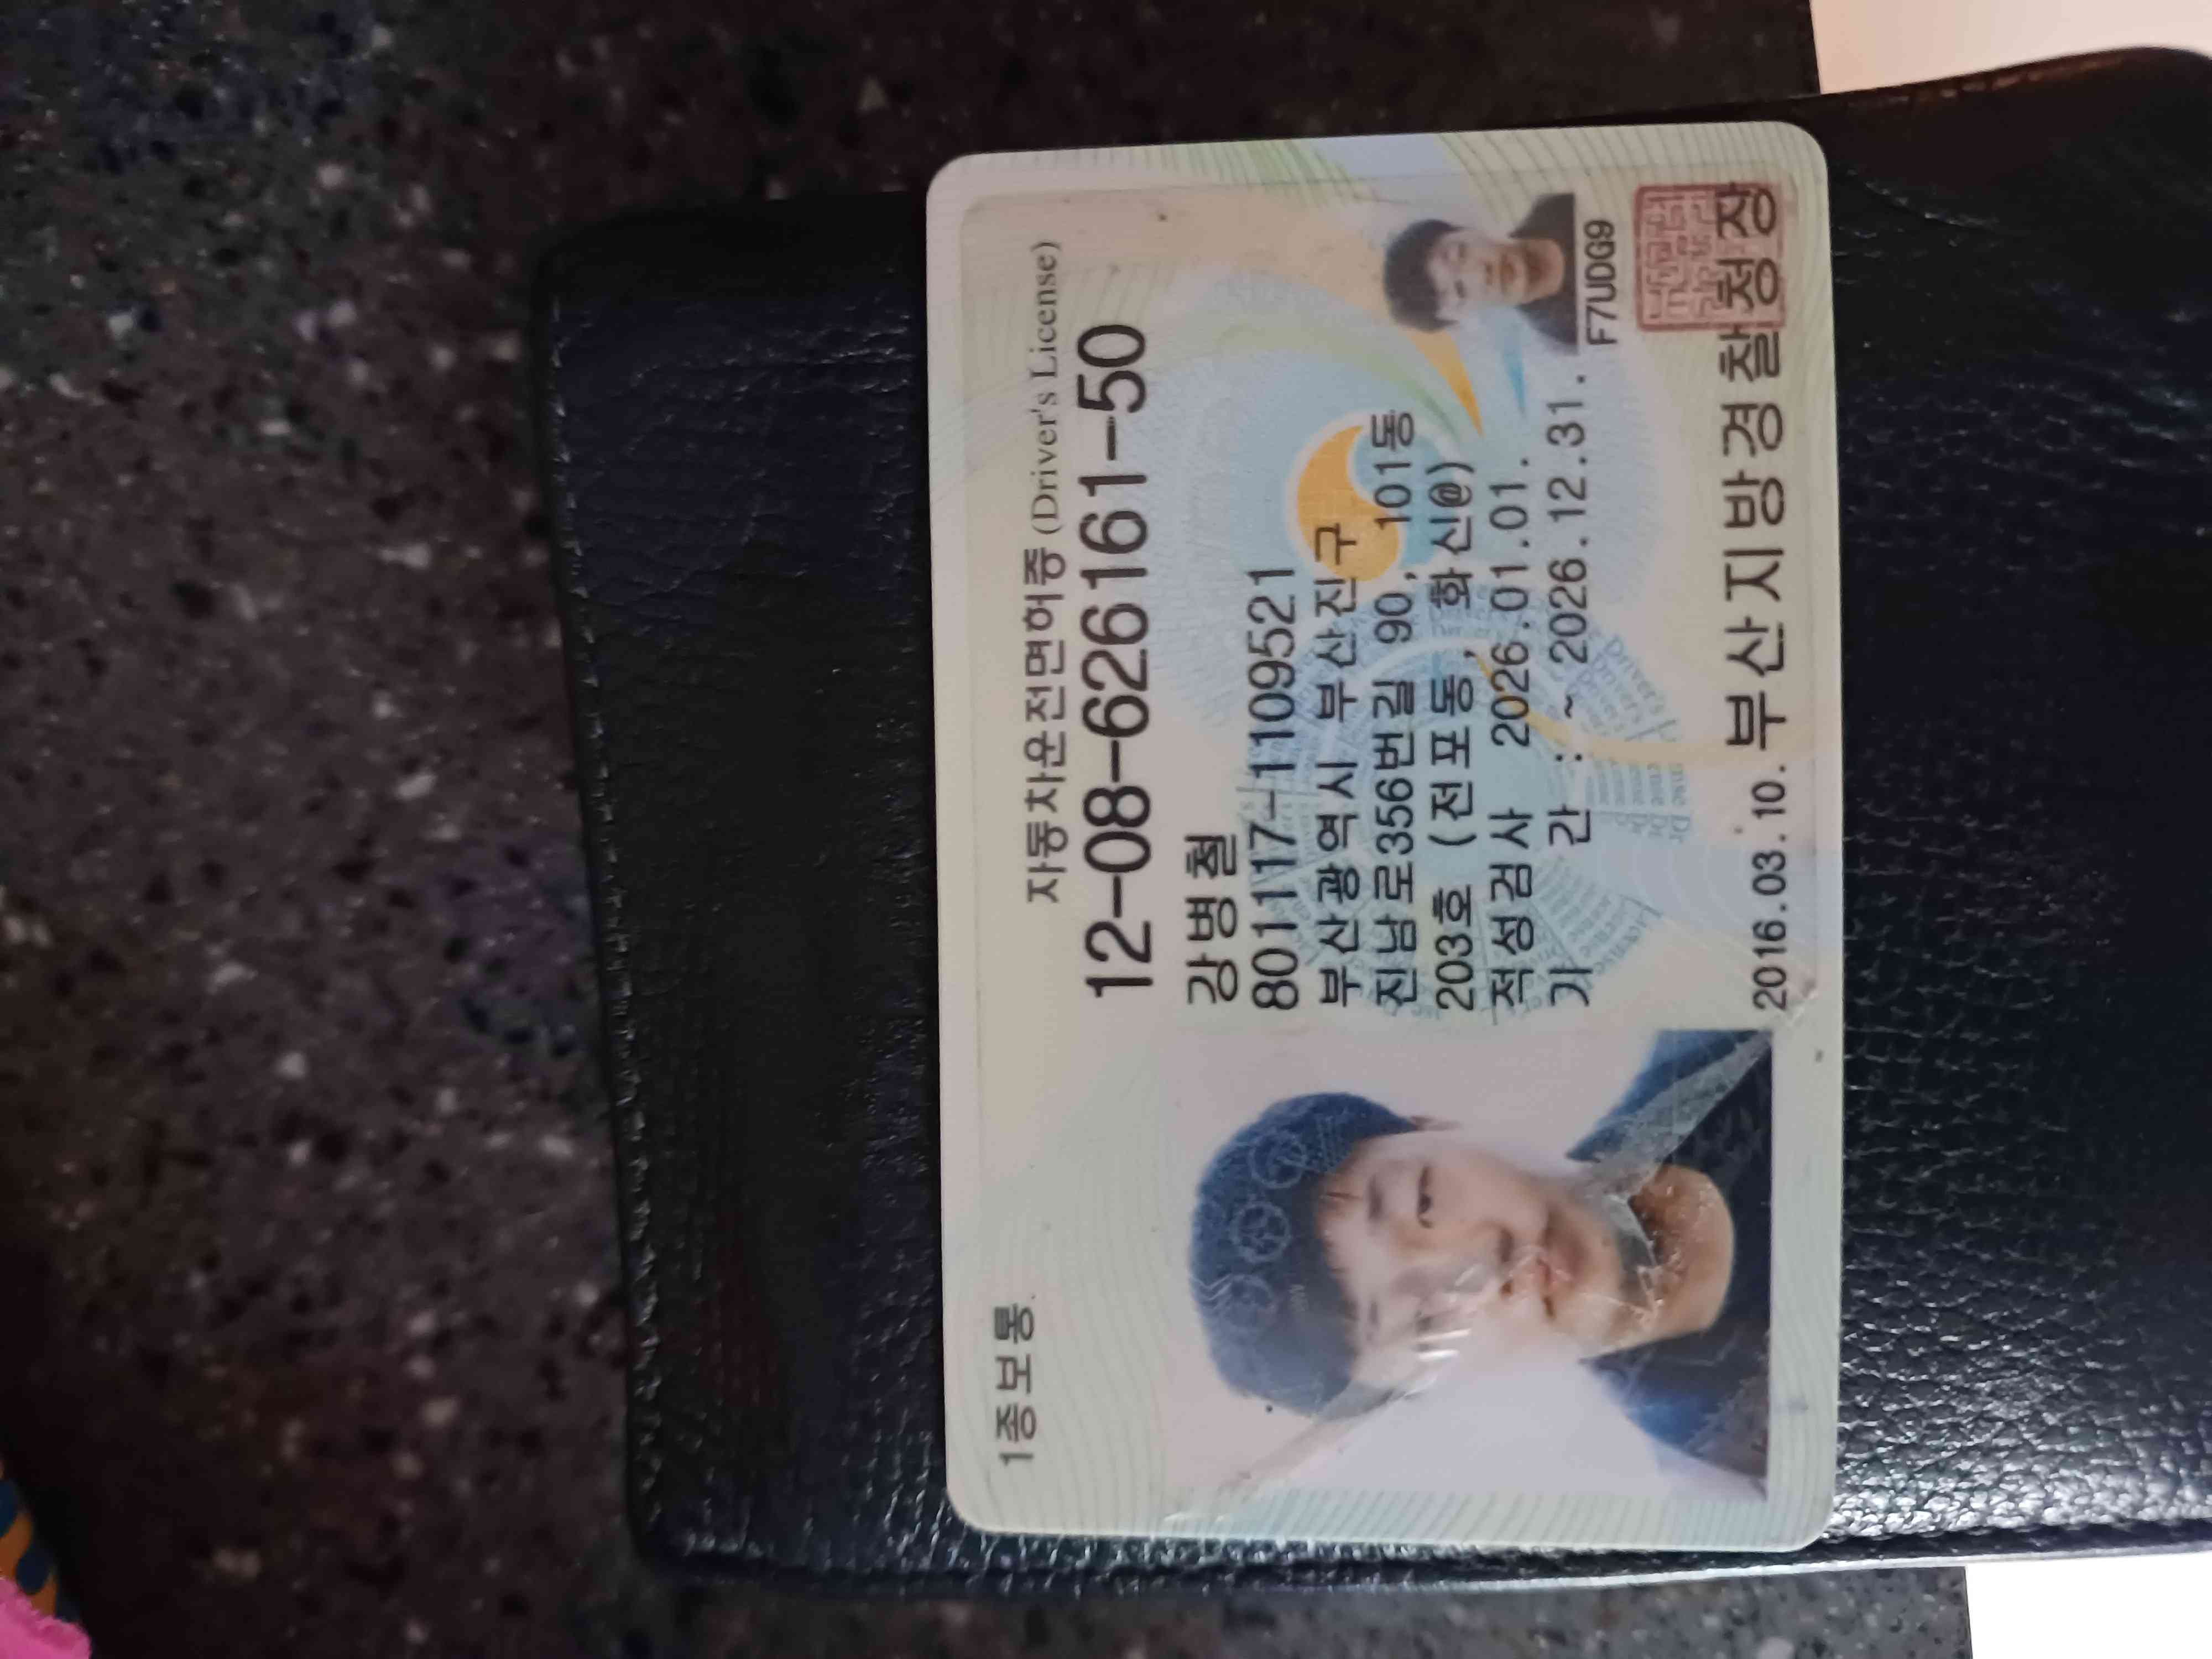 1종보통
자동차운전면허증 (Driver's License)
12-08-626161-50
강병철
801117-1109521
부산광역시 부산진구
진남로356번길 90, 101동
203호 (전포동, 화신@)
적성검사 2026.01.01.
기 간 : ~ 2026.12.31.
F7UDG9
2016.03.10. 부산지방경찰청장